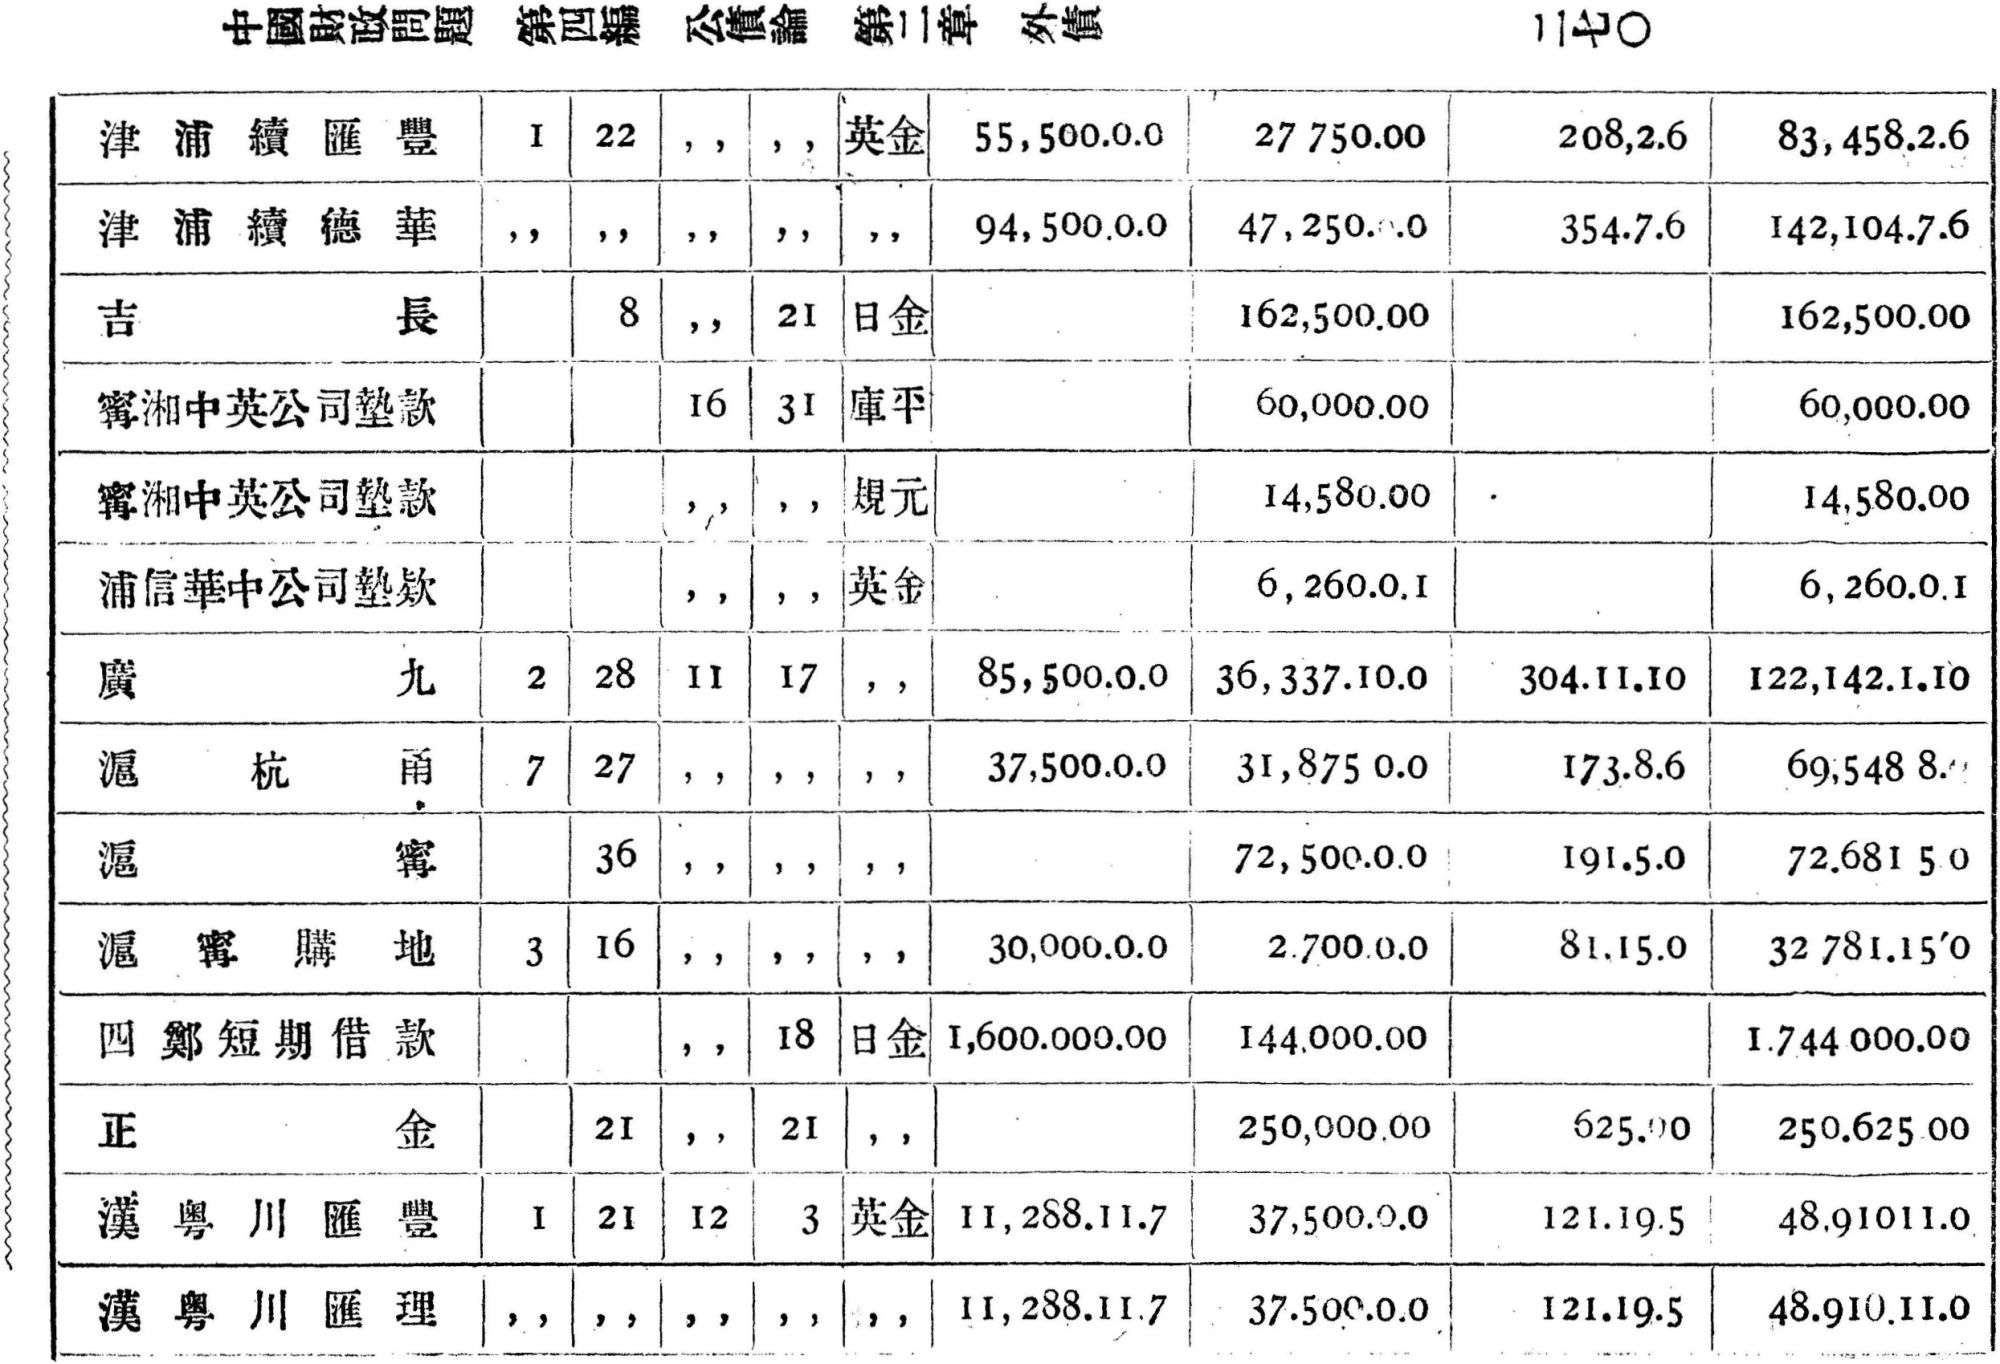 中國財政問題 第四編 公債論 第二章 外債 二七〇
津浦續匯豐 1 22 ,, ,, 英金 55,500.0.0 27 750.00 208,2.6 83,458.2.6
津浦續德華 ,, ,, ,, ,, ,, 94,500.0.0 47,250. .0 354.7.6 142,104.7.6
吉長 8 ,, 21 日金 162,500.00 162,500.00
寗湘中英公司墊款 16 31 庫平 60,000.00 60,000.00
寗湘中英公司墊款 ,, ,, 規元 14,580.00 14,580.00
浦信華中公司墊欵 ,, ,, 英金 6,260.0.1 6,260.0.1
廣九 2 28 11 17 ,, 85,500.0.0 36,337.10.0 304.11.10 122,142.1.10
滬杭甬 7 27 ,, ,, ,, 37,500.0.0 31,875 0.0 173.8.6 69,548 8.
滬寗 36 ,, ,, ,, 72,500.0.0 191.5.0 72.681 5 0
滬寗購地 3 16 ,, ,, ,, 30,000.0.0 2.700.0.0 81.15.0 32 781.15'0
四鄭短期借款 ,, 18 日金 1,600.000.00 144.000.00 1.744 000.00
正金 21 ,, 21 ,, 250,000.00 625.00 250.625 00
漢粤川匯豐 1 21 12 3 英金 11,288.11.7 37,500.0.0 121.19.5 48,91011.0
漢粤川匯理 ,, ,, ,, ,, ,, 11,288.11.7 37.500.0.0 121.19.5 48.910.11.0